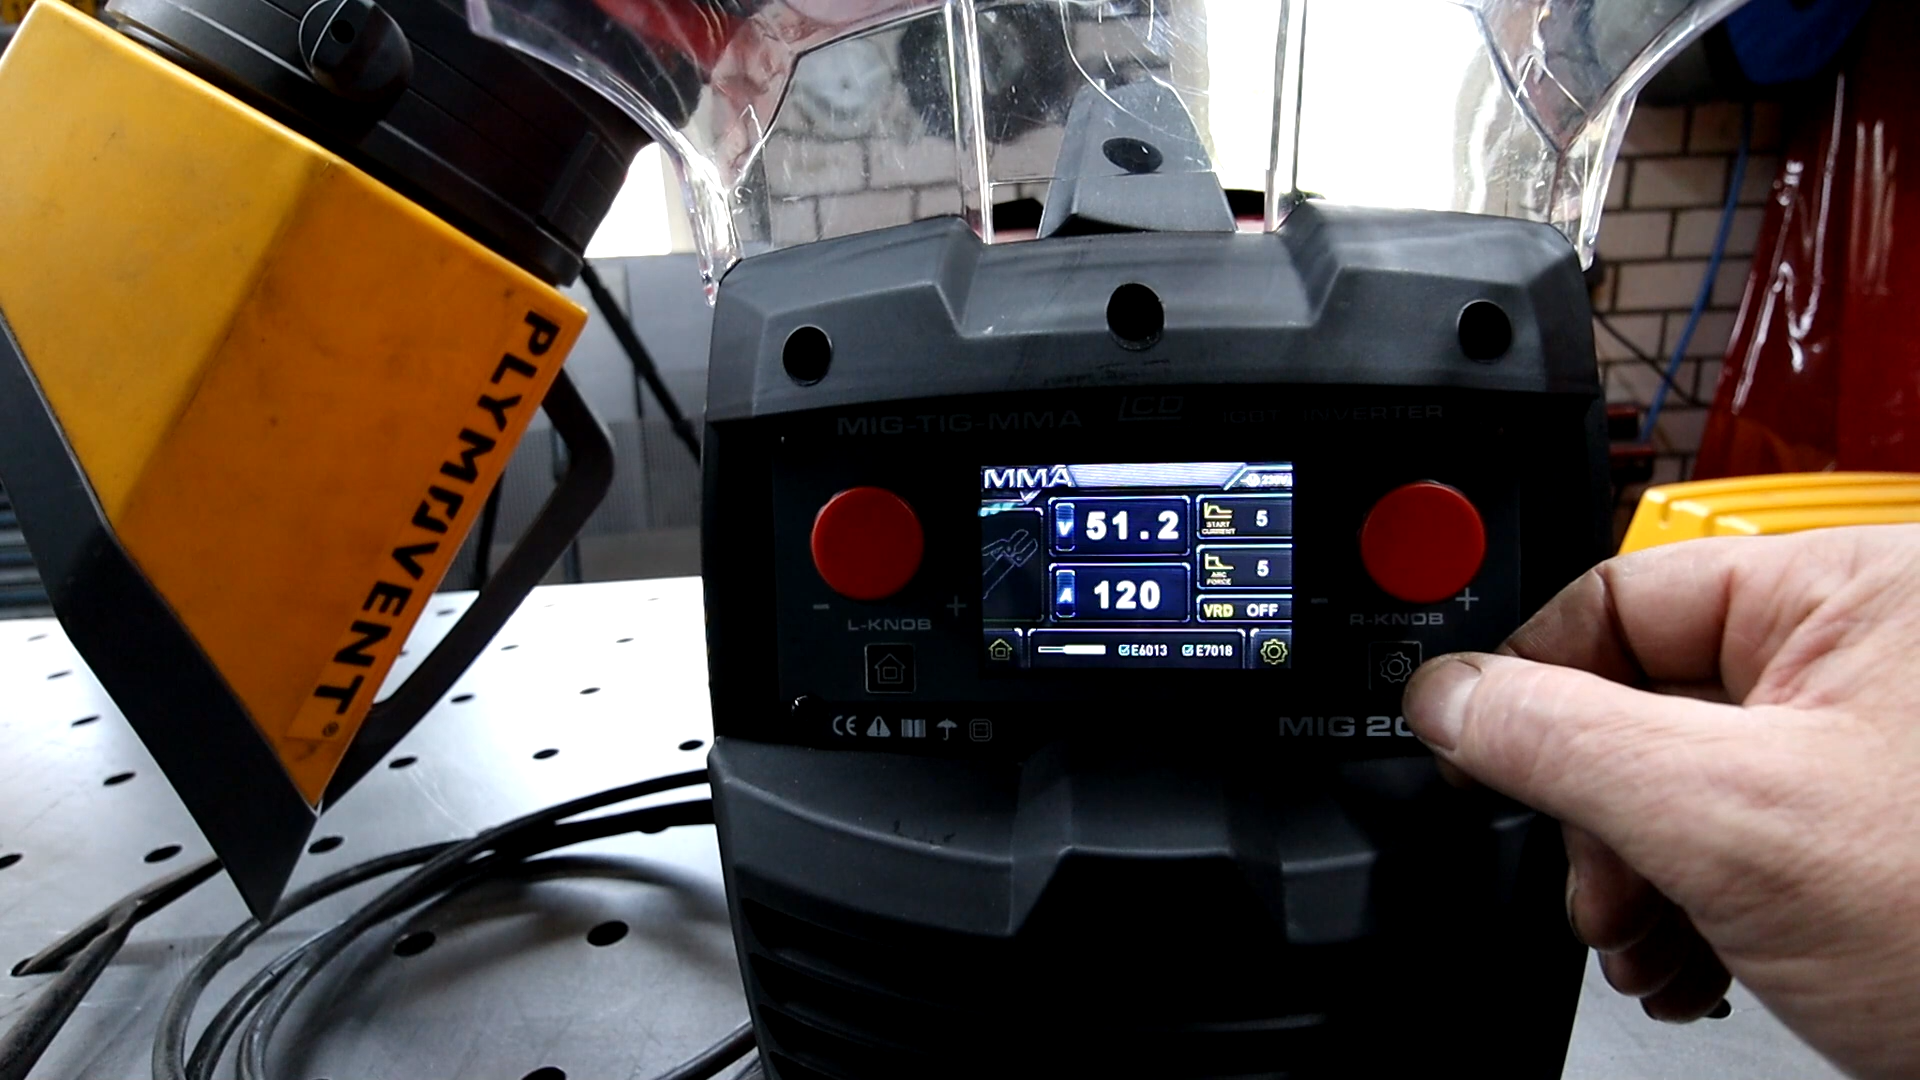 PLYMOVENT®
MIG-TIG-MMA LCD IGBT INVERTER
MMA
V 51.2
START CURRENT 5
A 120
ARC FORCE 5
VRD OFF
E6013 E7018
- + L-KNOB
- + R-KNOB
CE
MIG 20